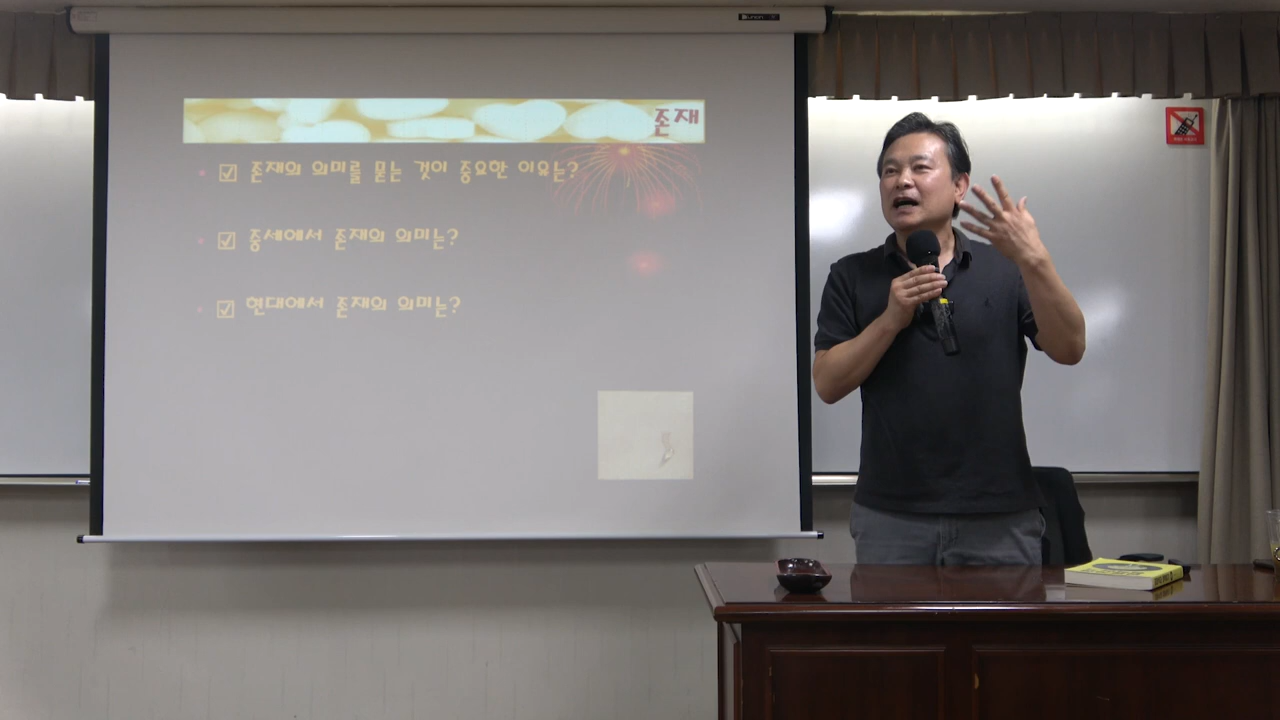 존재
존재의 의미를 묻는 것이 중요한 이유는?
중세에서 존재의 의미는?
현대에서 존재의 의미는?